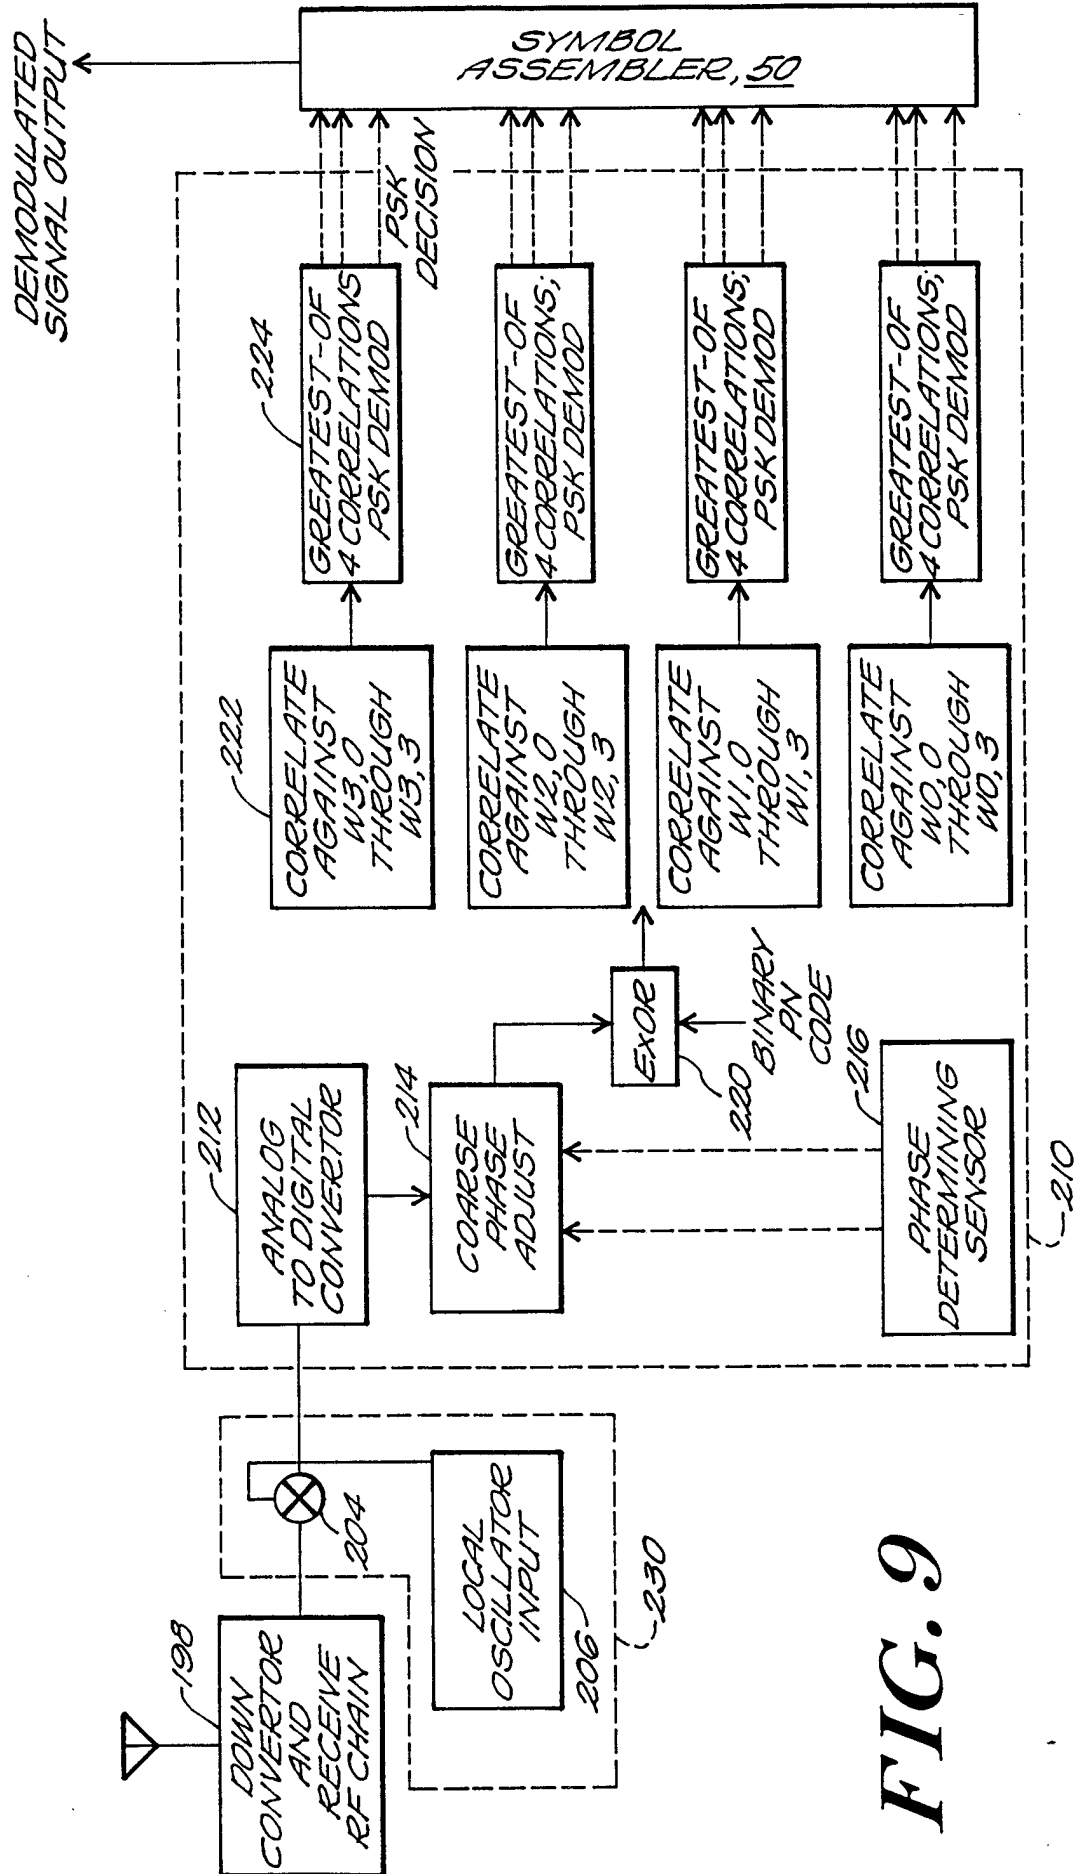 DOWN
CONVERTOR
AND
RECEIVE
RF CHAIN
198
204
LOCAL
OSCILLATOR
INPUT
206
230
ANALOG
TO DIGITAL
CONVERTOR
212
COARSE
PHASE
ADJUST
214
PHASE
DETERMINING
SENSOR
216
210
EXOR
220
BINARY
PN
CODE
CORRELATE
AGAINST
W3,0
THROUGH
W3,3
222
CORRELATE
AGAINST
W2,0
THROUGH
W2,3
CORRELATE
AGAINST
W1,0
THROUGH
W1,3
CORRELATE
AGAINST
W0,0
THROUGH
W0,3
GREATEST-OF
4 CORRELATIONS
PSK DEMOD
224
GREATEST-OF
4 CORRELATIONS;
PSK DEMOD
GREATEST-OF
4 CORRELATIONS;
PSK DEMOD
GREATEST-OF
4 CORRELATIONS;
PSK DEMOD
PSK
DECISION
SYMBOL
ASSEMBLER, 50
DEMODULATED
SIGNAL OUTPUT
FIG. 9